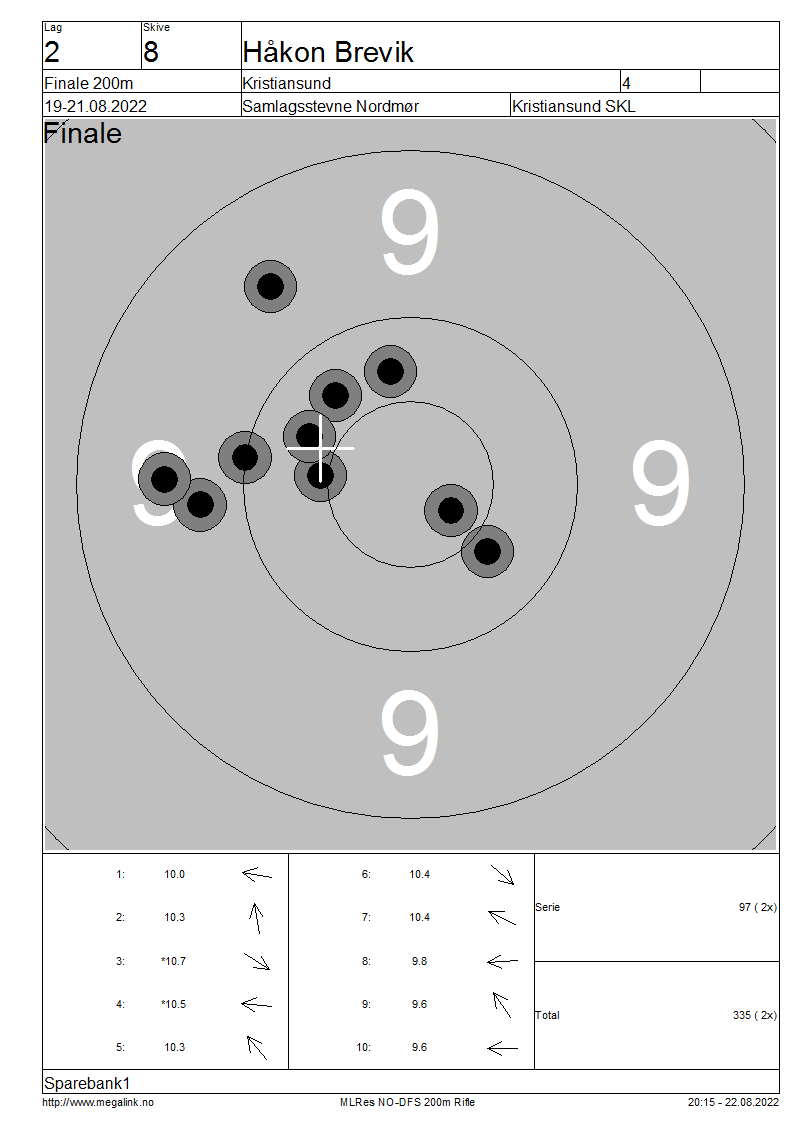 Lag Skive
2 8 Håkon Brevik
Finale 200m Kristiansund 4
19-21.08.2022 Samlagsstevne Nordmør Kristiansund SKL
Finale
9
9 9
9
1: 10.0 6: 10.4
2: 10.3 7: 10.4
Serie 97 ( 2x)
3: *10.7 8: 9.8
4: *10.5 9: 9.6
Total 335 ( 2x)
5: 10.3 10: 9.6
Sparebank1
http://www.megalink.no MLRes NO-DFS 200m Rifle 20:15 - 22.08.2022